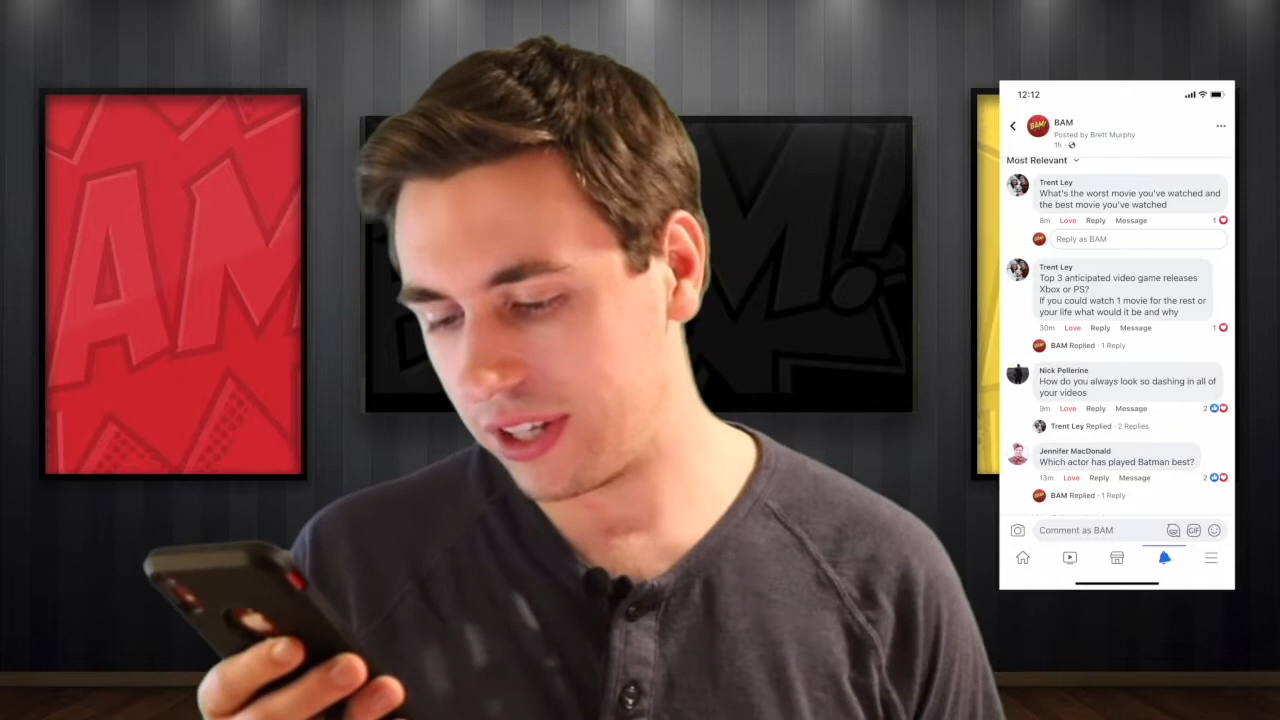 AM
M!
12:12
BAM!
BAM
Posted by Brett Murphy
1h ·
Most Relevant
Trent Ley
What's the worst movie you've watched and
the best movie you've watched
8m Love Reply Message 1
Reply as BAM
Trent Ley
Top 3 anticipated video game releases
Xbox or PS?
If you could watch 1 movie for the rest or
your life what would it be and why
30m Love Reply Message 1
BAM Replied · 1 Reply
Nick Pellerine
How do you always look so dashing in all of
your videos
9m Love Reply Message 2
Trent Ley Replied · 2 Replies
Jennifer MacDonald
Which actor has played Batman best?
13m Love Reply Message 2
BAM Replied · 1 Reply
Comment as BAM
GIF